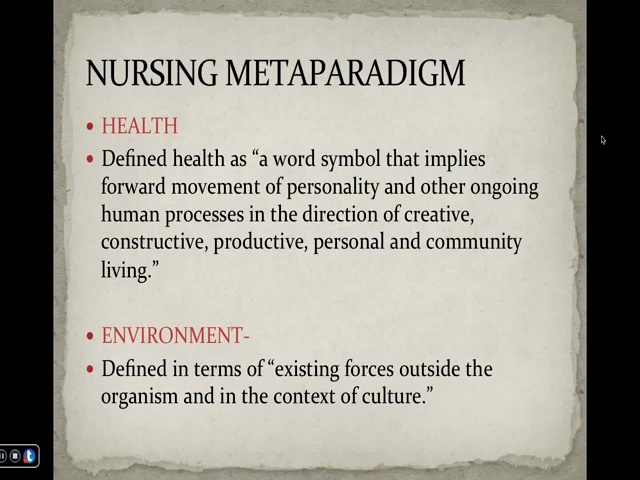 NURSING METAPARADIGM
• HEALTH
• Defined health as “a word symbol that implies
forward movement of personality and other ongoing
human processes in the direction of creative,
constructive, productive, personal and community
living.”
• ENVIRONMENT-
• Defined in terms of “existing forces outside the
organism and in the context of culture.”